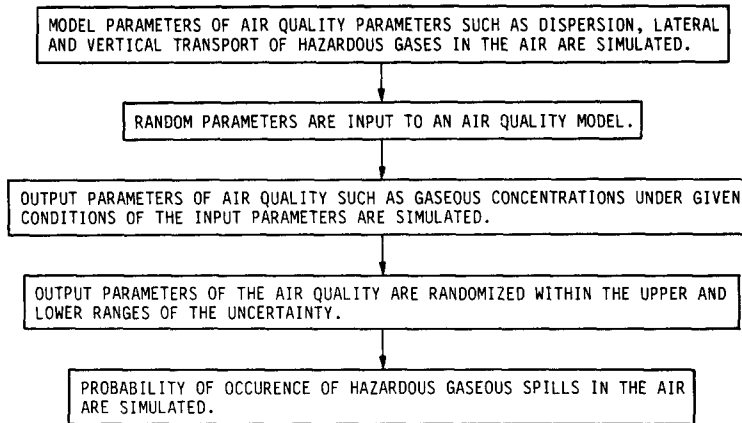 MODEL PARAMETERS OF AIR QUALITY PARAMETERS SUCH AS DISPERSION, LATERAL
AND VERTICAL TRANSPORT OF HAZARDOUS GASES IN THE AIR ARE SIMULATED.
RANDOM PARAMETERS ARE INPUT TO AN AIR QUALITY MODEL.
OUTPUT PARAMETERS OF AIR QUALITY SUCH AS GASEOUS CONCENTRATIONS UNDER GIVEN
CONDITIONS OF THE INPUT PARAMETERS ARE SIMULATED.
OUTPUT PARAMETERS OF THE AIR QUALITY ARE RANDOMIZED WITHIN THE UPPER AND
LOWER RANGES OF THE UNCERTAINTY.
PROBABILITY OF OCCURENCE OF HAZARDOUS GASEOUS SPILLS IN THE AIR
ARE SIMULATED.